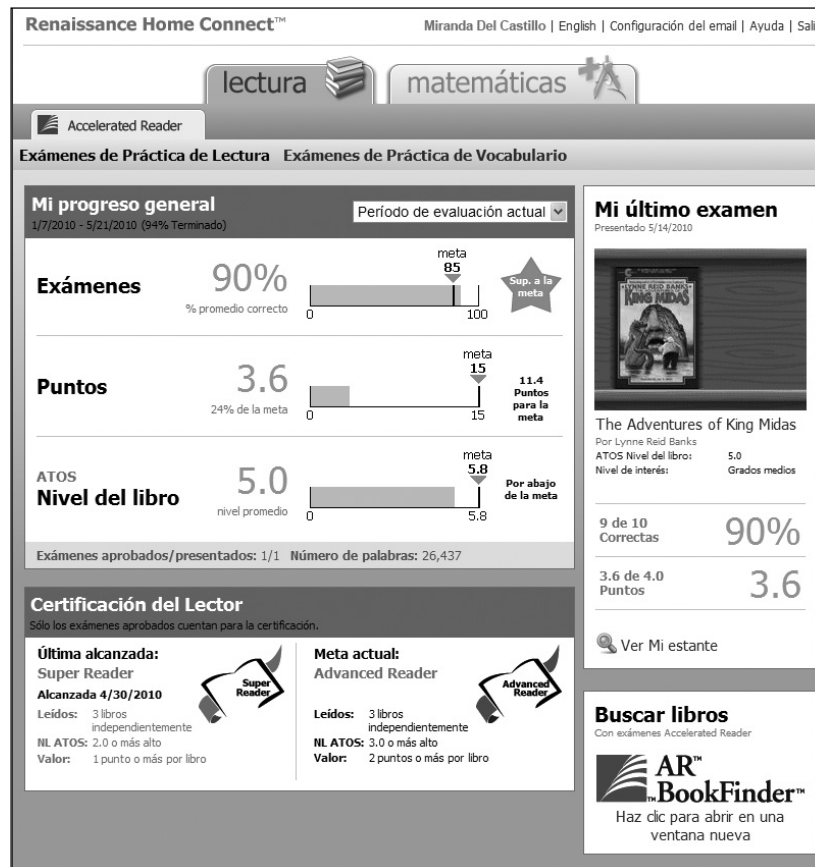 Renaissance Home Connect™
Miranda Del Castillo | English | Configuración del email | Ayuda | Sali
lectura
matemáticas
Accelerated Reader
Exámenes de Práctica de Lectura Exámenes de Práctica de Vocabulario
Mi progreso general
1/7/2010 - 5/21/2010 (94% Terminado)
Período de evaluación actual
Exámenes
90%
% promedio correcto
meta
85
0
100
Sup. a la
meta
Puntos
3.6
24% de la meta
meta
15
0
15
11.4
Puntos
para la
meta
ATOS
Nivel del libro
5.0
nivel promedio
meta
5.8
0
5.8
Por abajo
de la meta
Exámenes aprobados/presentados: 1/1 Número de palabras: 26,437
Certificación del Lector
Sólo los exámenes aprobados cuentan para la certificación.
Última alcanzada:
Super Reader
Alcanzada 4/30/2010
Leídos: 3 libros
independientemente
NL ATOS: 2.0 o más alto
Valor: 1 punto o más por libro
Super
Reader
Meta actual:
Advanced Reader
Leídos: 3 libros
independientemente
NL ATOS: 3.0 o más alto
Valor: 2 puntos o más por libro
Advanced
Reader
Mi último examen
Presentado 5/14/2010
LYNNE REID BANKS
KING MIDAS
The Adventures of King Midas
Por Lynne Reid Banks
ATOS Nivel del libro: 5.0
Nivel de interés: Grados medios
9 de 10
Correctas
90%
3.6 de 4.0
Puntos
3.6
Ver Mi estante
Buscar libros
Con exámenes Accelerated Reader
AR™
BookFinder™
Haz clic para abrir en una
ventana nueva